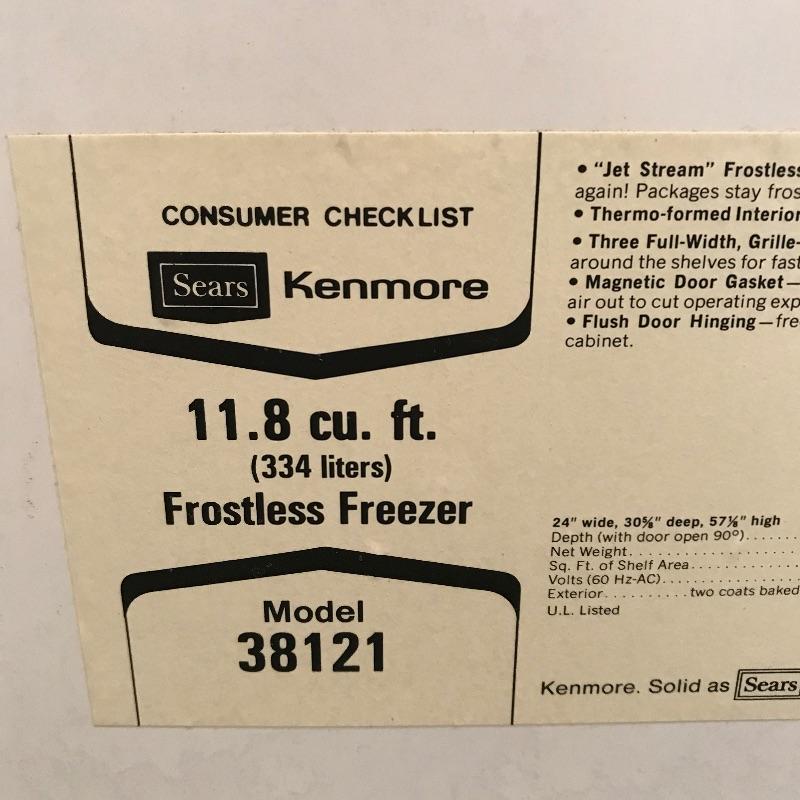 CONSUMER CHECKLIST
Sears Kenmore
11.8 cu. ft.
(334 liters)
Frostless Freezer
Model
38121
• "Jet Stream" Frostless
again! Packages stay fros
• Thermo-formed Interior
• Three Full-Width, Grille-
around the shelves for fast
• Magnetic Door Gasket—
air out to cut operating exp
• Flush Door Hinging—fre
cabinet.
24" wide, 30⅝" deep, 57⅛" high
Depth (with door open 90°)........
Net Weight....................
Sq. Ft. of Shelf Area..............
Volts (60 Hz-AC)................
Exterior..........two coats baked
U.L. Listed
Kenmore. Solid as Sears